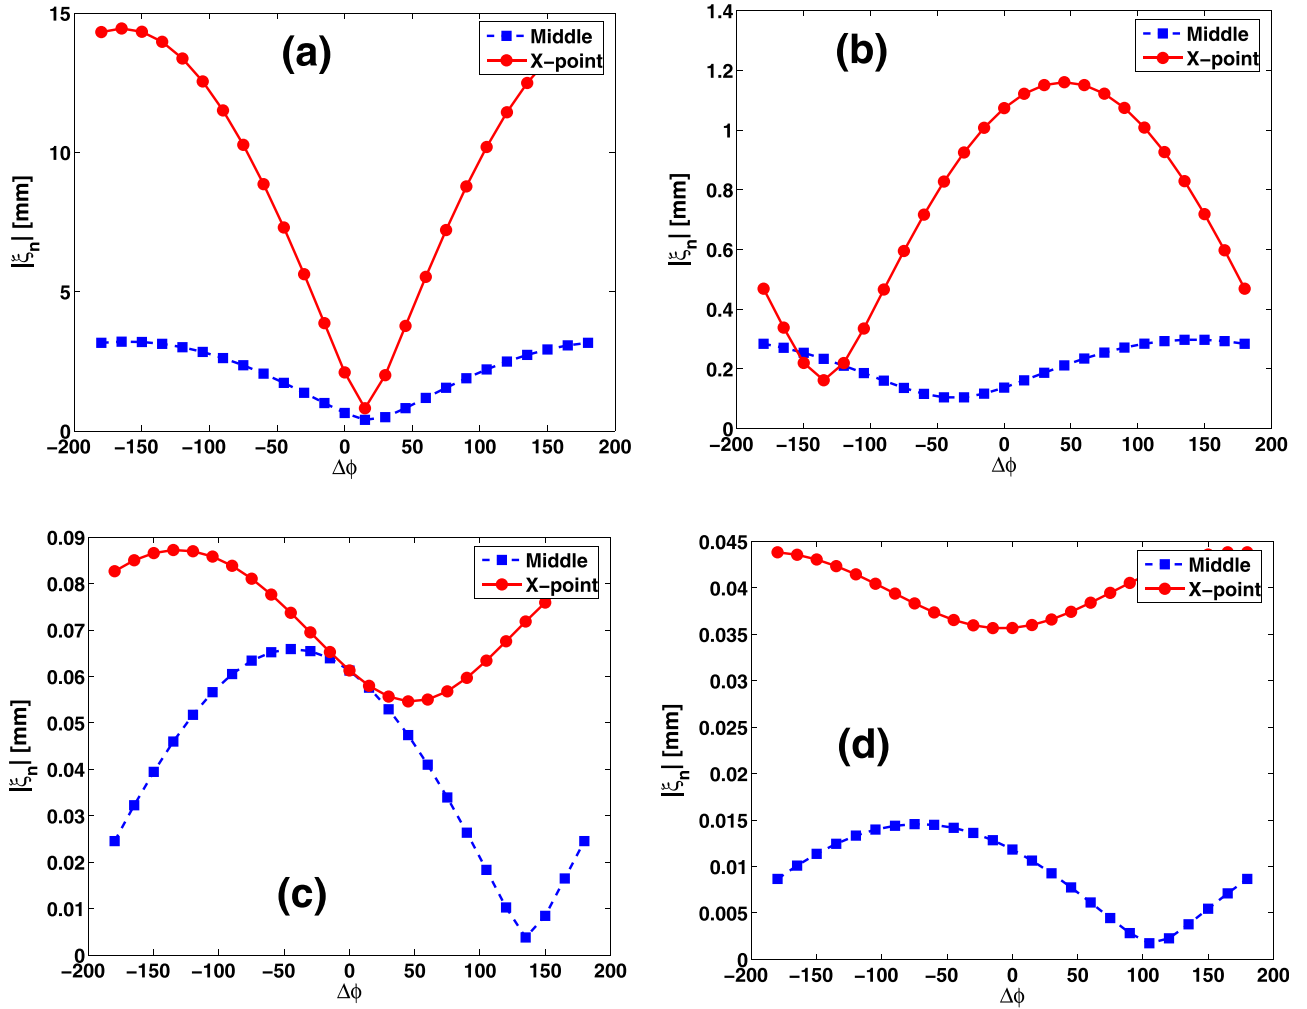 (a)
Middle
X-point
15
10
5
0
|ξn| [mm]
-200 -150 -100 -50 0 50 100 150 200
Δϕ
(b)
Middle
X-point
1.4
1.2
1
0.8
0.6
0.4
0.2
0
|ξn| [mm]
-200 -150 -100 -50 0 50 100 150 200
Δϕ
(c)
Middle
X-point
0.09
0.08
0.07
0.06
0.05
0.04
0.03
0.02
0.01
0
|ξn| [mm]
-200 -150 -100 -50 0 50 100 150 200
Δϕ
(d)
Middle
X-point
0.045
0.04
0.035
0.03
0.025
0.02
0.015
0.01
0.005
0
|ξn| [mm]
-200 -150 -100 -50 0 50 100 150 200
Δϕ